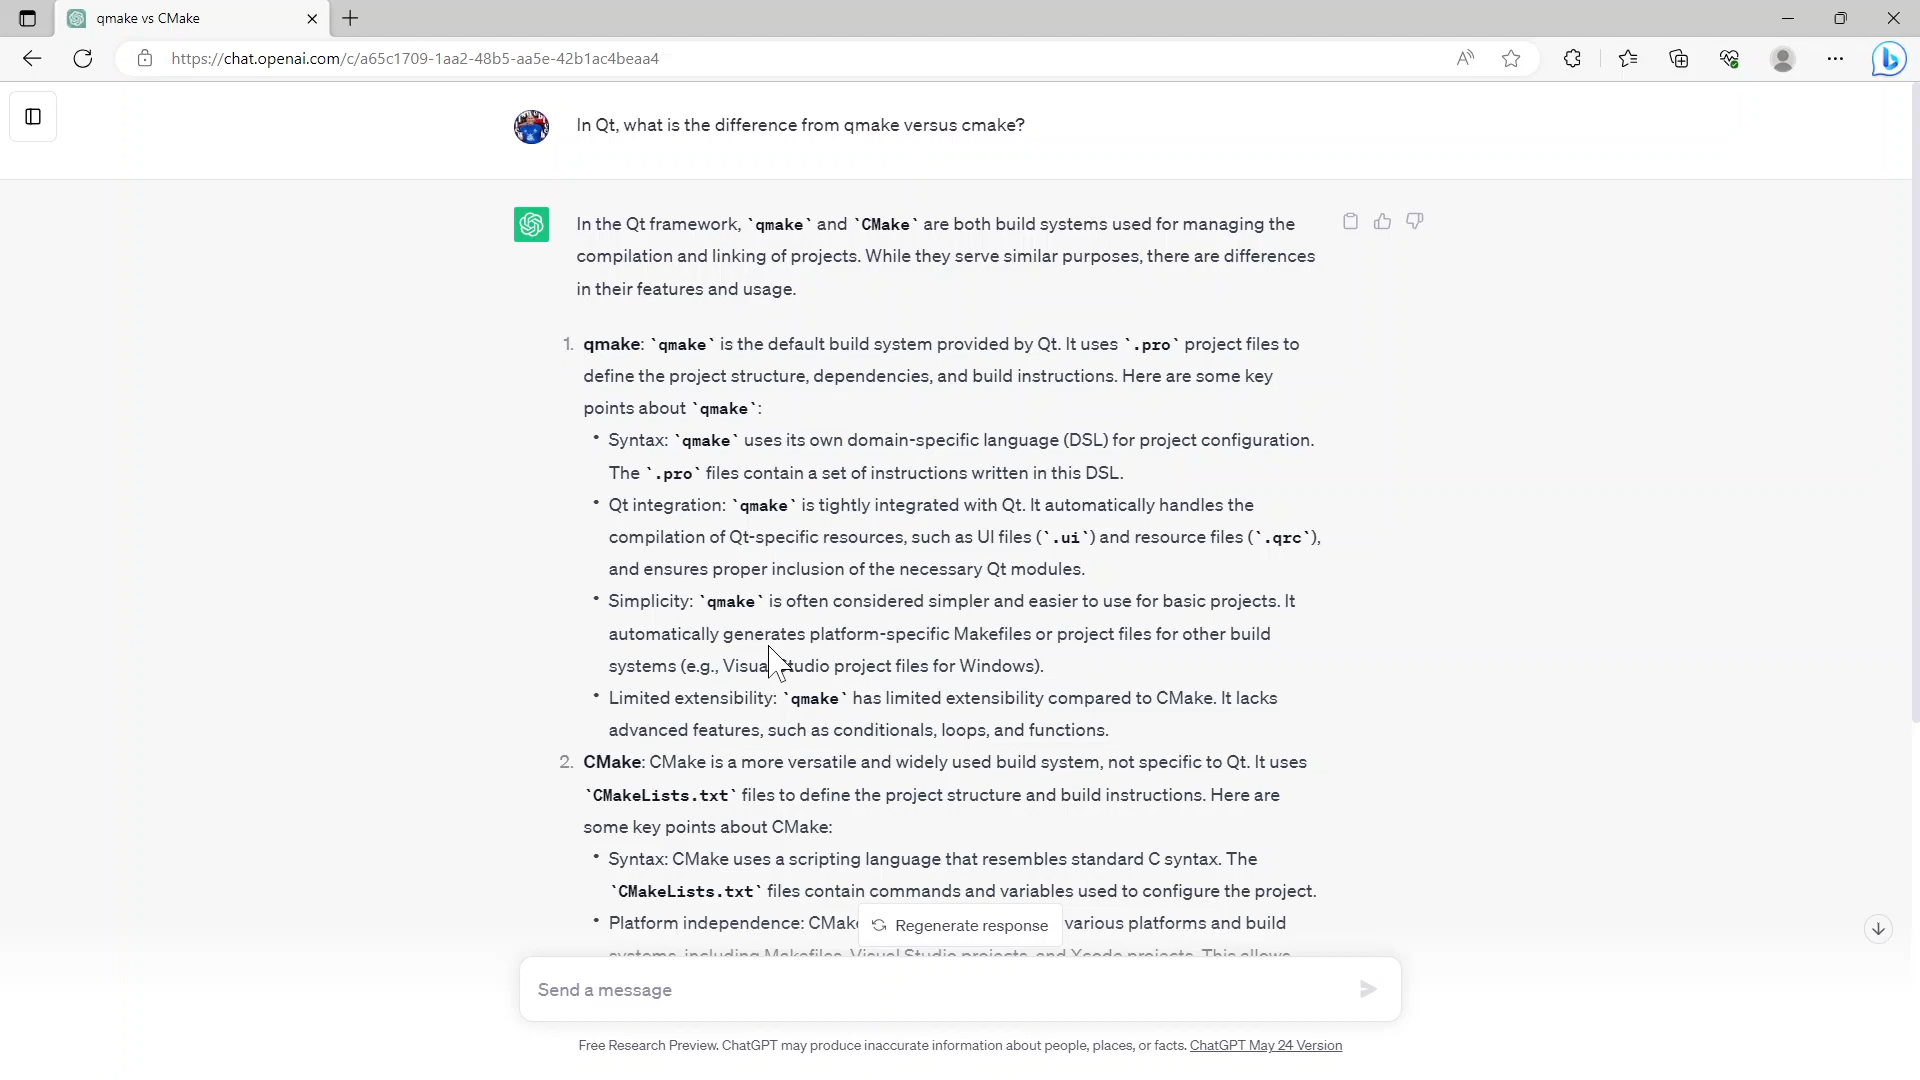 qmake vs CMake
https://chat.openai.com/c/a65c1709-1aa2-48b5-aa5e-42b1ac4beaa4
In Qt, what is the difference from qmake versus cmake?
In the Qt framework, `qmake` and `CMake` are both build systems used for managing the
compilation and linking of projects. While they serve similar purposes, there are differences
in their features and usage.
1. qmake: `qmake` is the default build system provided by Qt. It uses `.pro` project files to
define the project structure, dependencies, and build instructions. Here are some key
points about `qmake`:
• Syntax: `qmake` uses its own domain-specific language (DSL) for project configuration.
The `.pro` files contain a set of instructions written in this DSL.
• Qt integration: `qmake` is tightly integrated with Qt. It automatically handles the
compilation of Qt-specific resources, such as UI files (`.ui`) and resource files (`.qrc`),
and ensures proper inclusion of the necessary Qt modules.
• Simplicity: `qmake` is often considered simpler and easier to use for basic projects. It
automatically generates platform-specific Makefiles or project files for other build
systems (e.g., Visual Studio project files for Windows).
• Limited extensibility: `qmake` has limited extensibility compared to CMake. It lacks
advanced features, such as conditionals, loops, and functions.
2. CMake: CMake is a more versatile and widely used build system, not specific to Qt. It uses
`CMakeLists.txt` files to define the project structure and build instructions. Here are
some key points about CMake:
• Syntax: CMake uses a scripting language that resembles standard C syntax. The
`CMakeLists.txt` files contain commands and variables used to configure the project.
• Platform independence: CMake various platforms and build
systems, including Makefiles, Visual Studio projects, and Xcode projects. This allows
Regenerate response
Send a message
Free Research Preview. ChatGPT may produce inaccurate information about people, places, or facts. ChatGPT May 24 Version